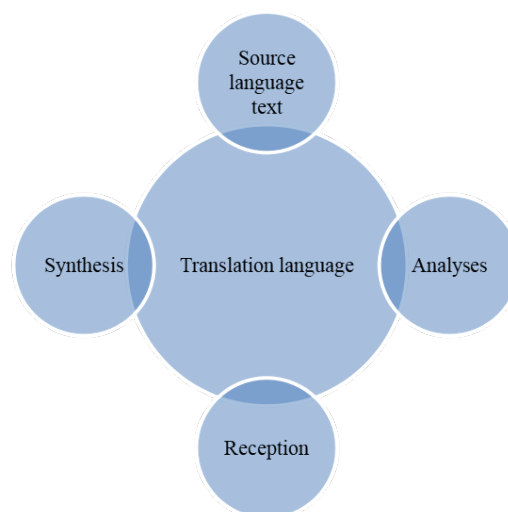 Source
language
text
Synthesis
Translation language
Analyses
Reception